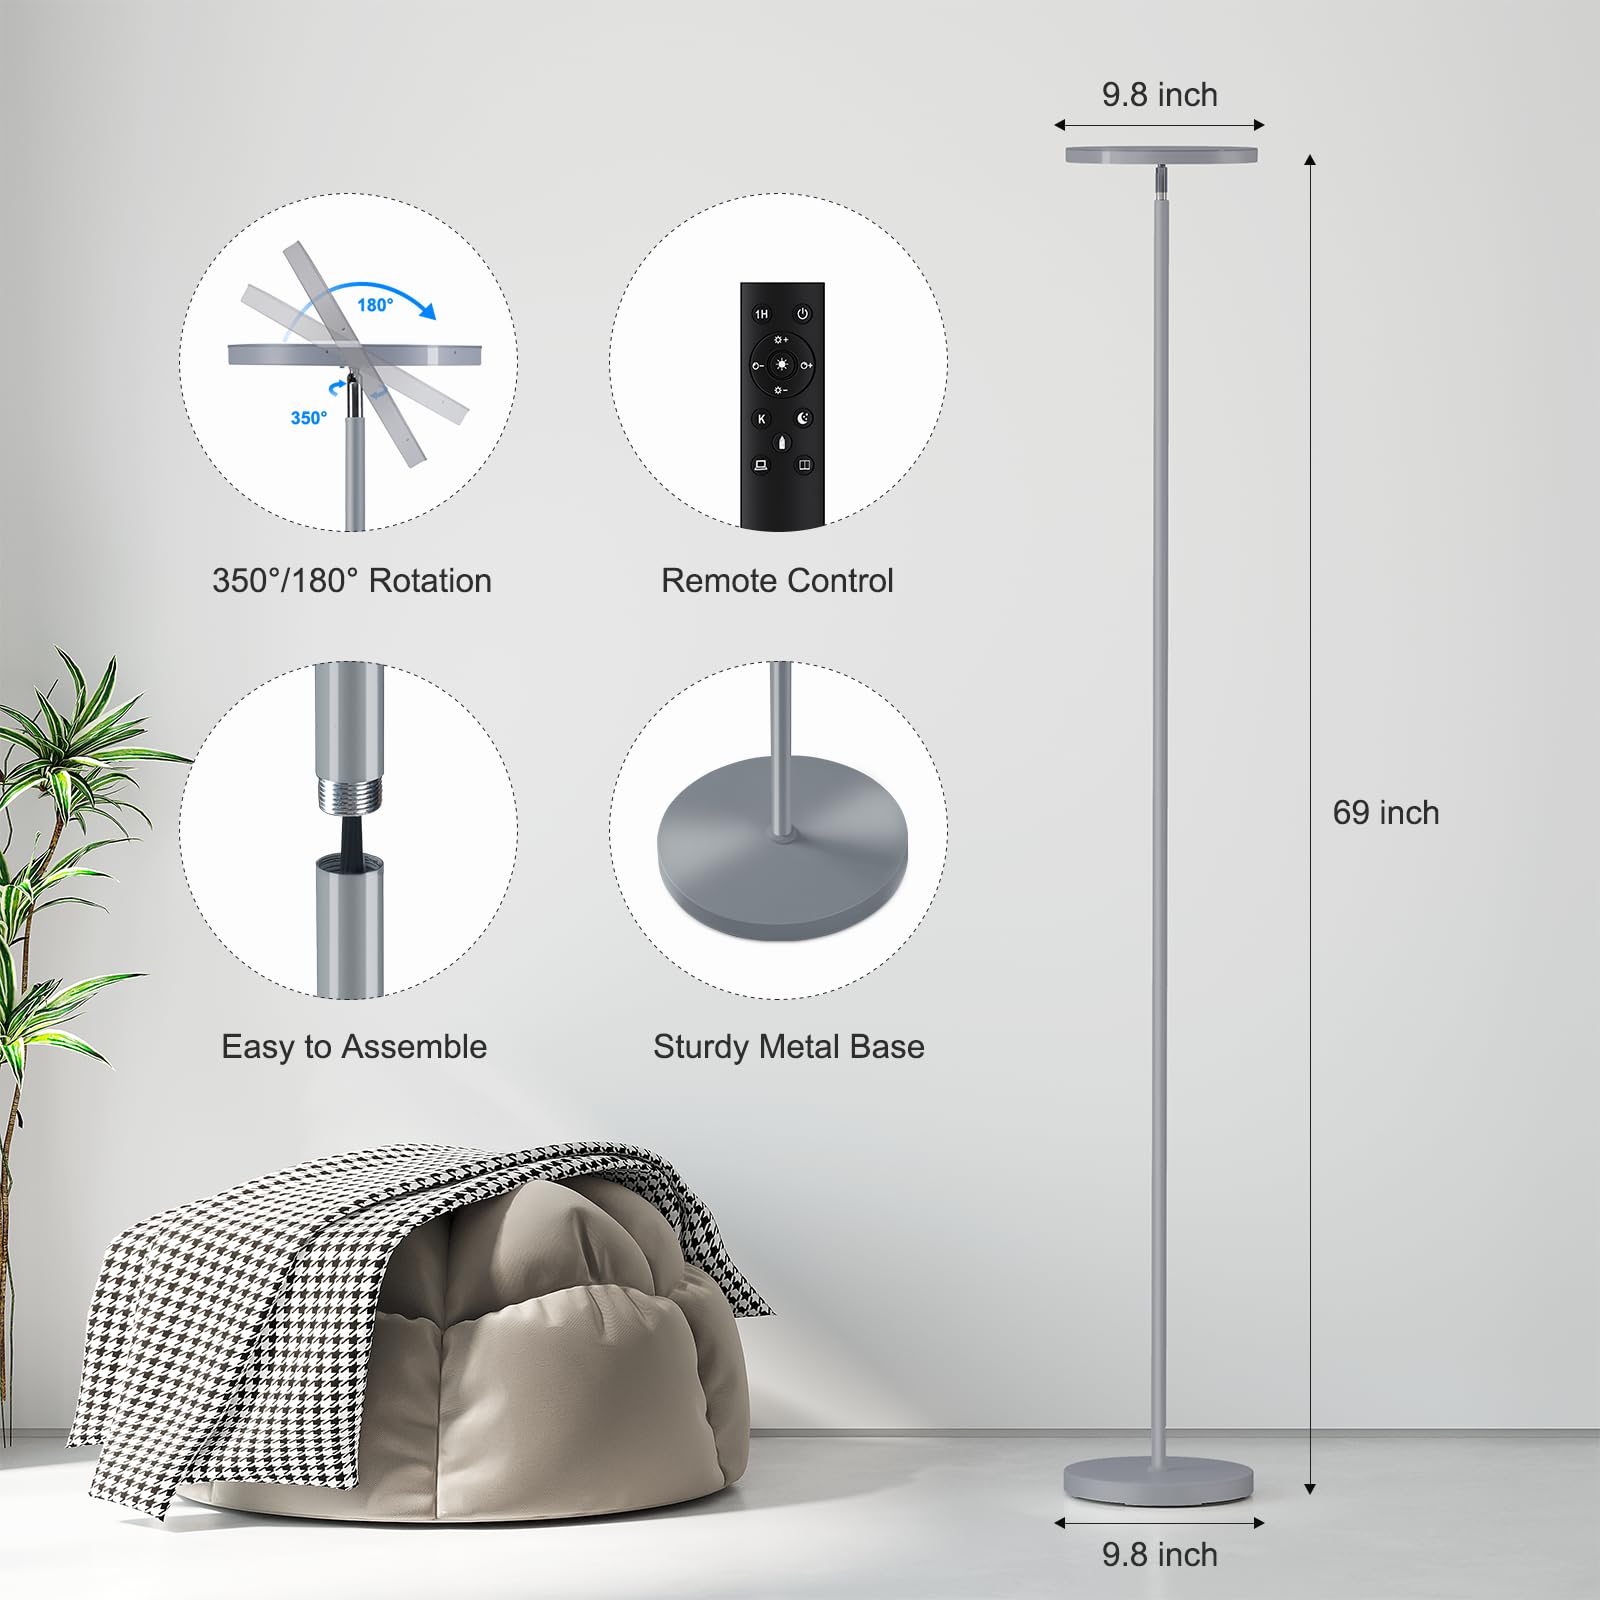 9.8 inch
180°
350°
1H
K
350°/180° Rotation
Remote Control
69 inch
Easy to Assemble
Sturdy Metal Base
9.8 inch